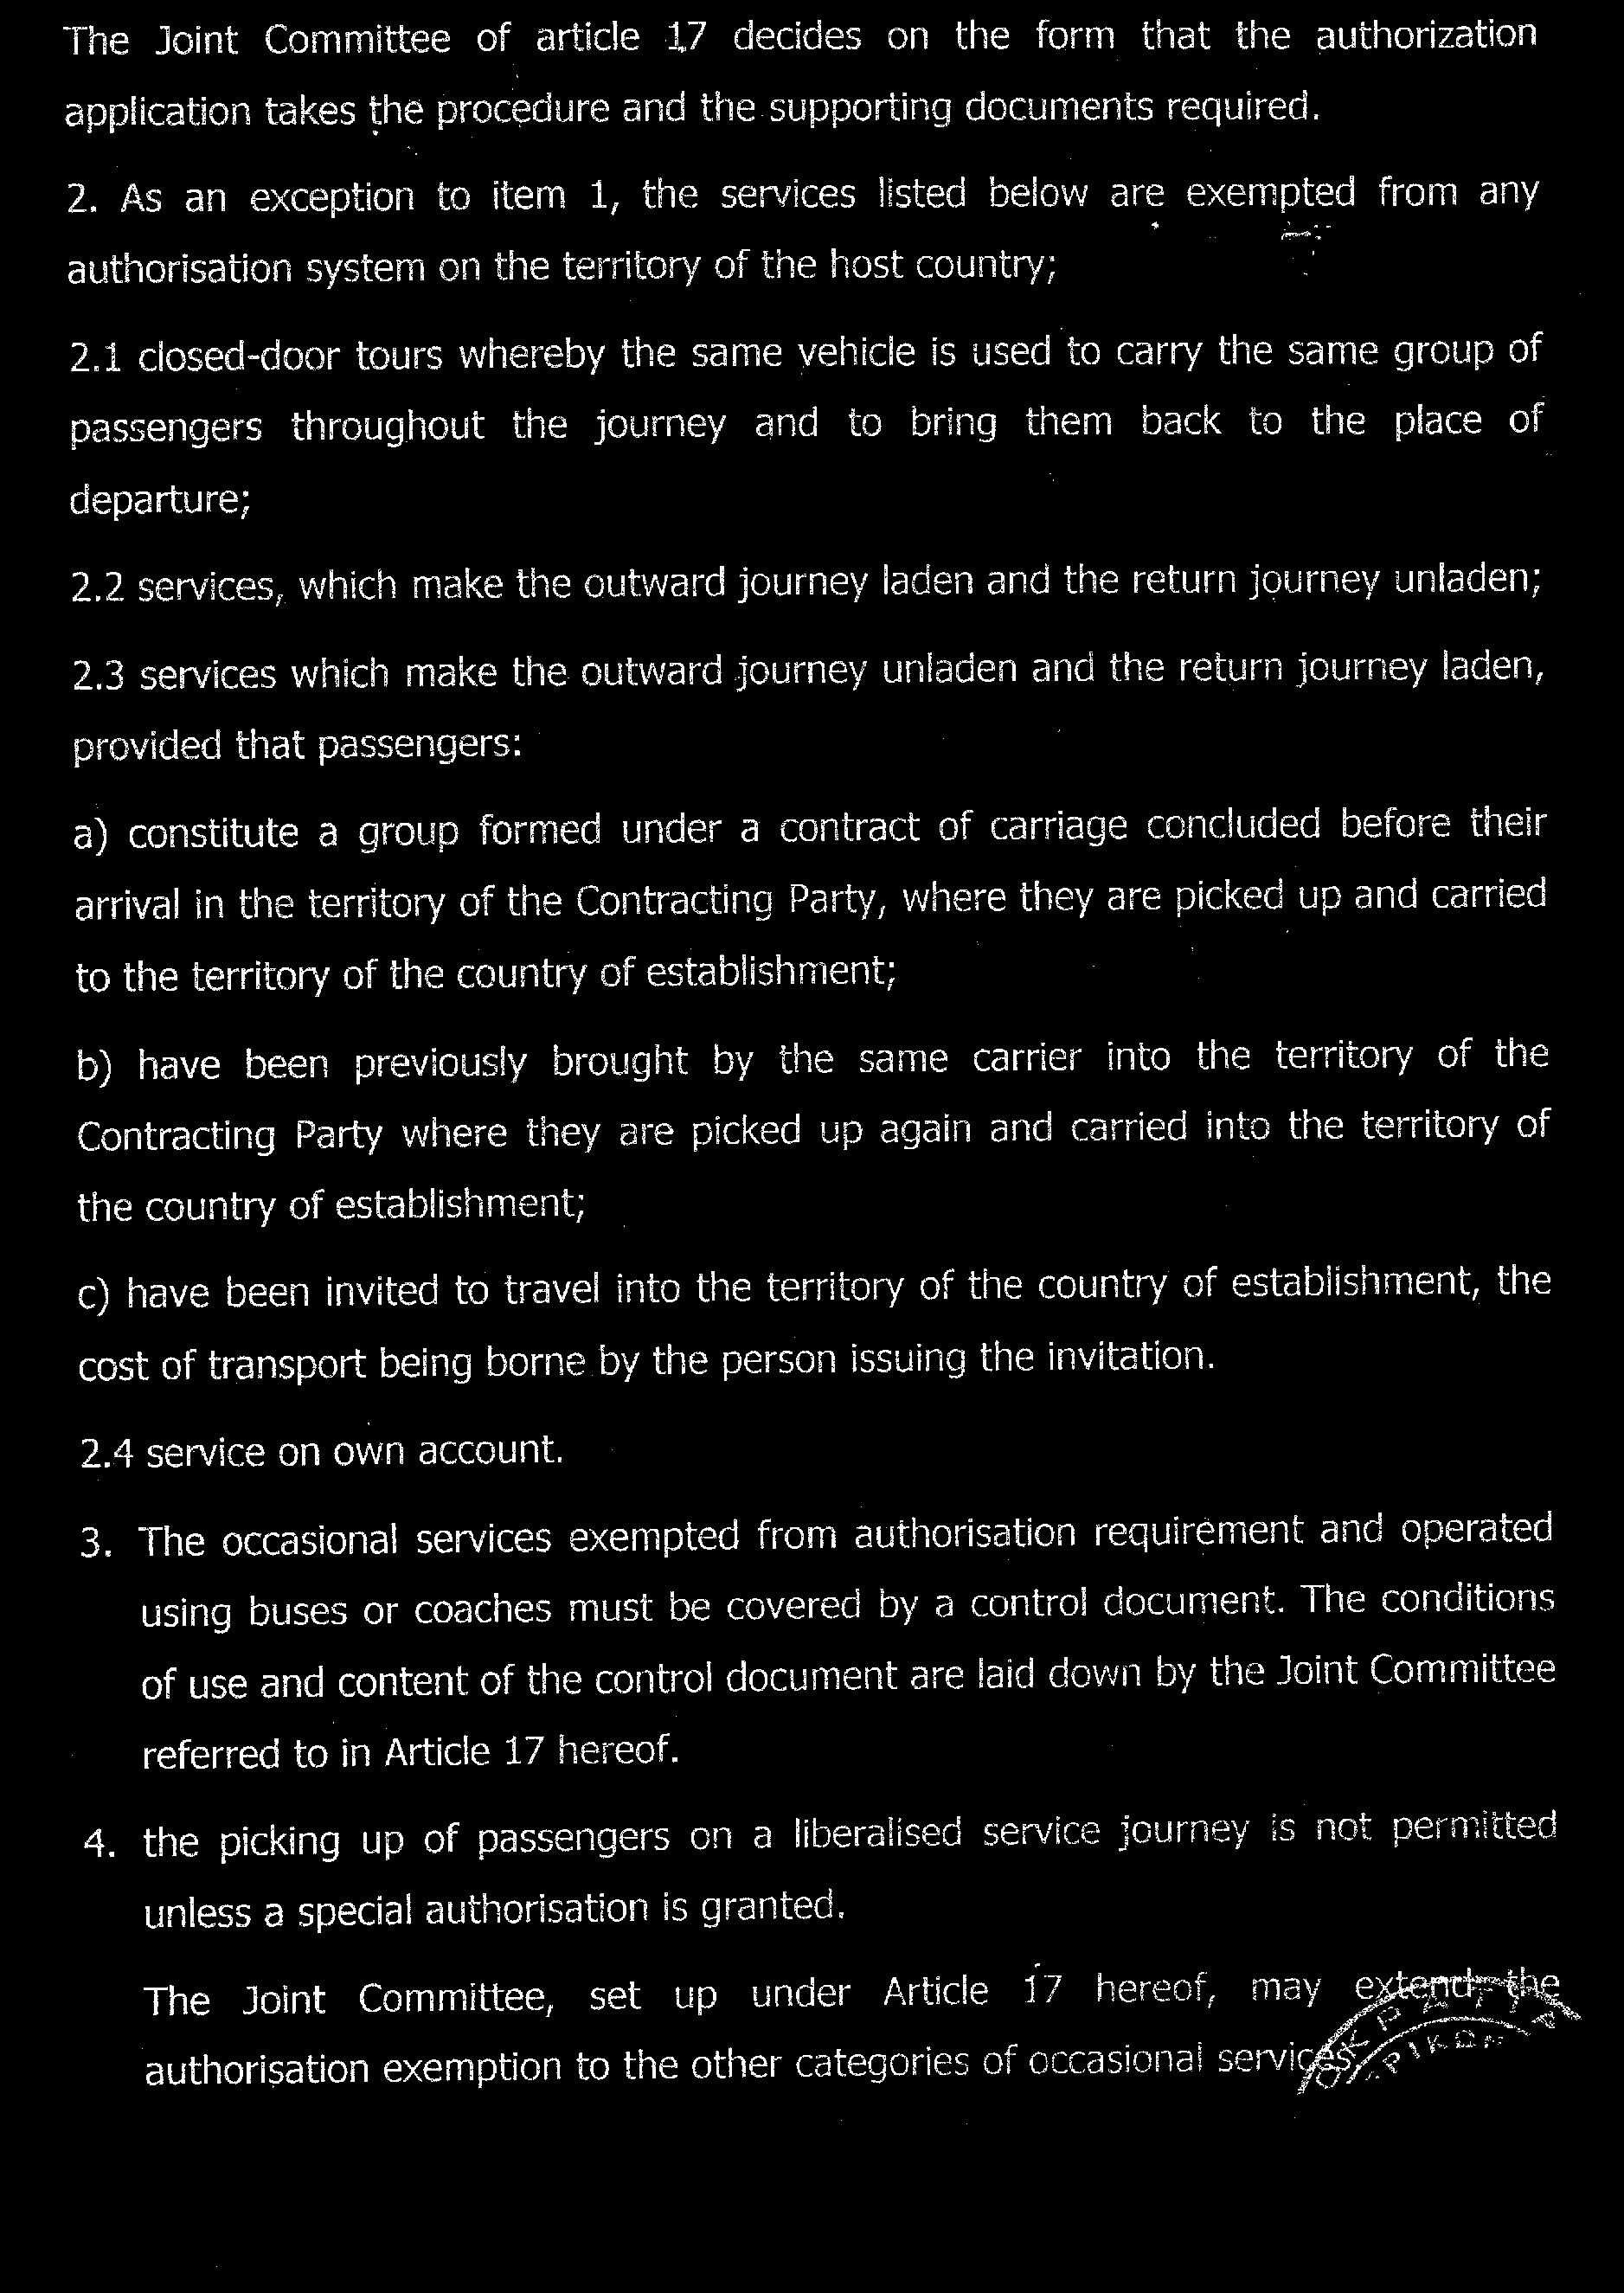 The Joint Committee of article 17 decides on the form that the authorization
application takes the procedure and the supporting documents required.
2. As an exception to item 1, the services listed below are exempted from any
authorisation system on the territory of the host country;
2.1 closed-door tours whereby the same vehicle is used to carry the same group of
passengers throughout the journey and to bring them back to the place of
departure;
2.2 services, which make the outward journey laden and the return journey unladen;
2.3 services which make the outward journey unladen and the return journey laden,
provided that passengers:
a) constitute a group formed under a contract of carriage concluded before their
arrival in the territory of the Contracting Party, where they are picked up and carried
to the territory of the country of establishment;
b) have been previously brought by the same carrier into the territory of the
Contracting Party where they are picked up again and carried into the territory of
the country of establishment;
c) have been invited to travel into the territory of the country of establishment, the
cost of transport being borne by the person issuing the invitation.
2.4 service on own account.
3. The occasional services exempted from authorisation requirement and operated
using buses or coaches must be covered by a control document. The conditions
of use and content of the control document are laid down by the Joint Committee
referred to in Article 17 hereof.
4. the picking up of passengers on a liberalised service journey is not permitted
unless a special authorisation is granted.
The Joint Committee, set up under Article 17 hereof, may extend the
authorisation exemption to the other categories of occasional services.